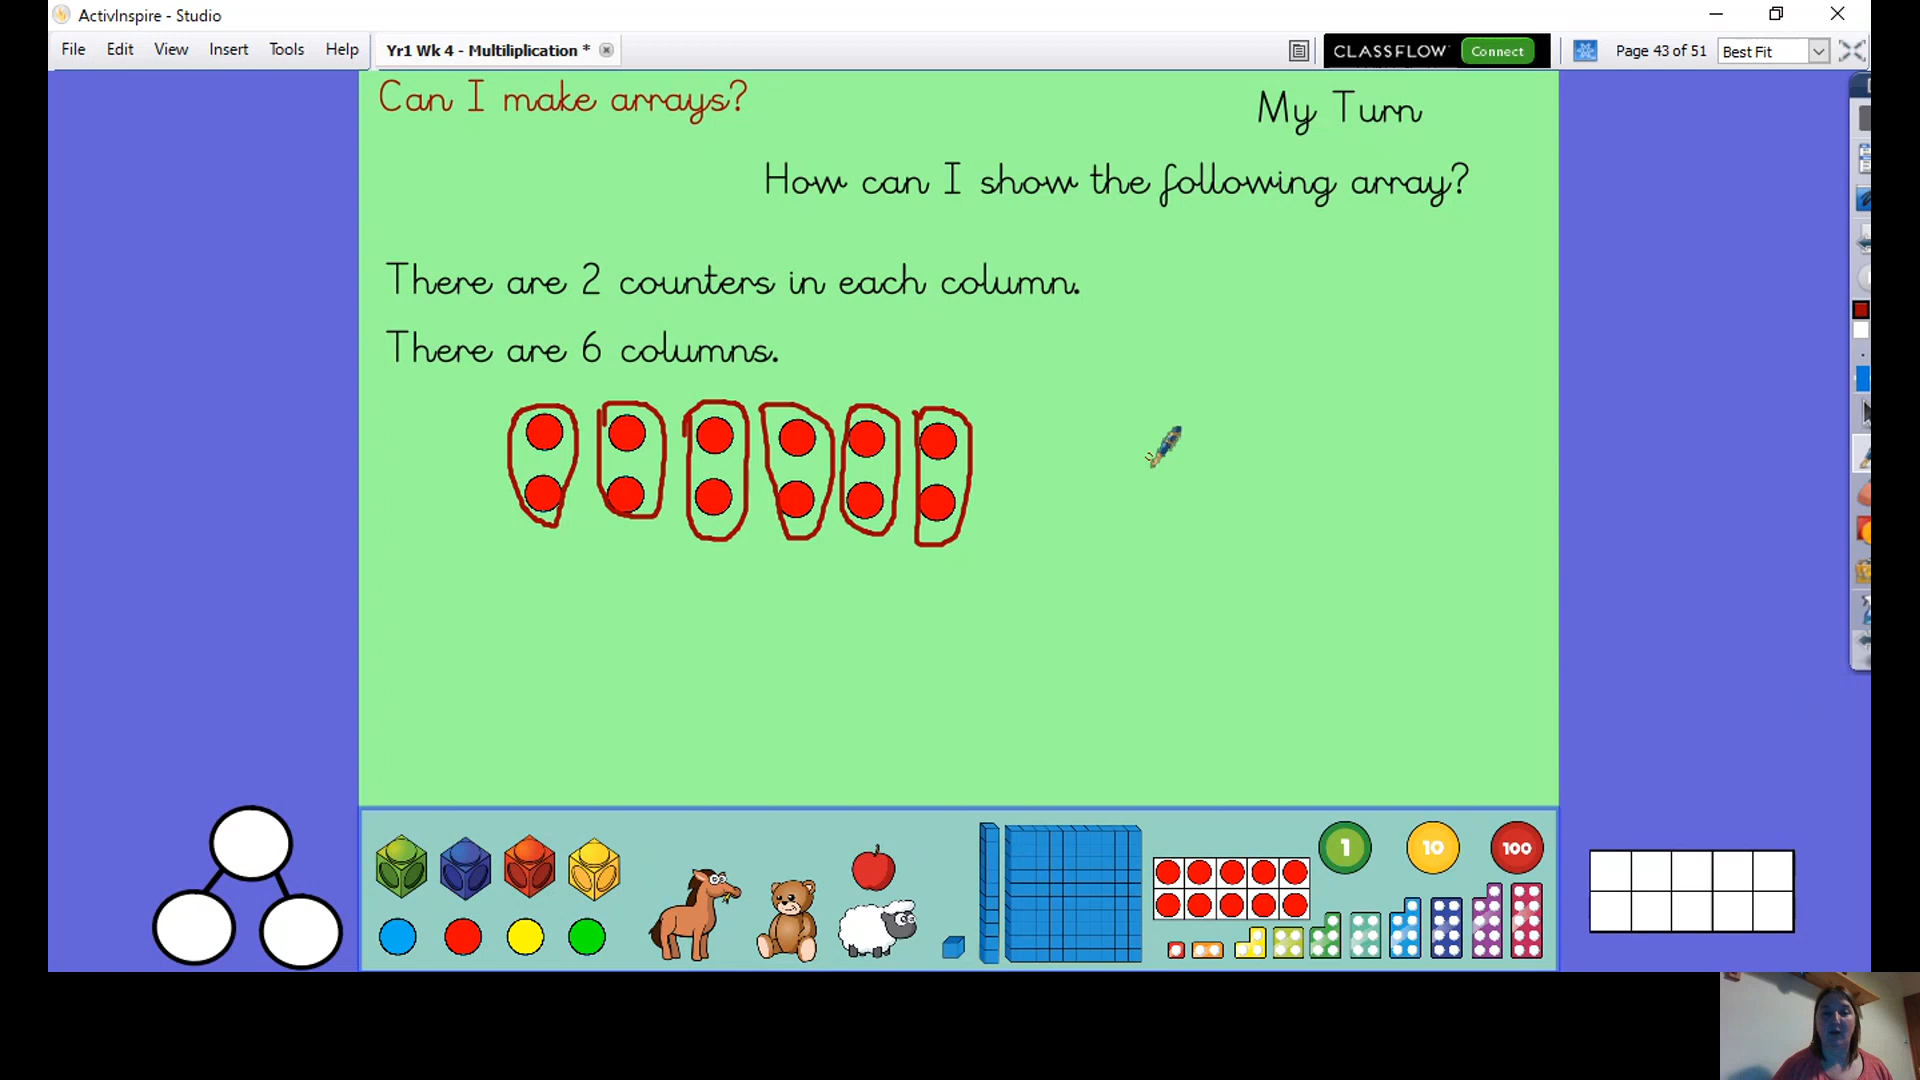 ActivInspire - Studio
File Edit View Insert Tools Help
Yr1 Wk 4 - Multiliplication *
CLASSFLOW Connect
Page 43 of 51
Best Fit
Can I make arrays?
My Turn
How can I show the following array?
There are 2 counters in each column.
There are 6 columns.
1 10 100